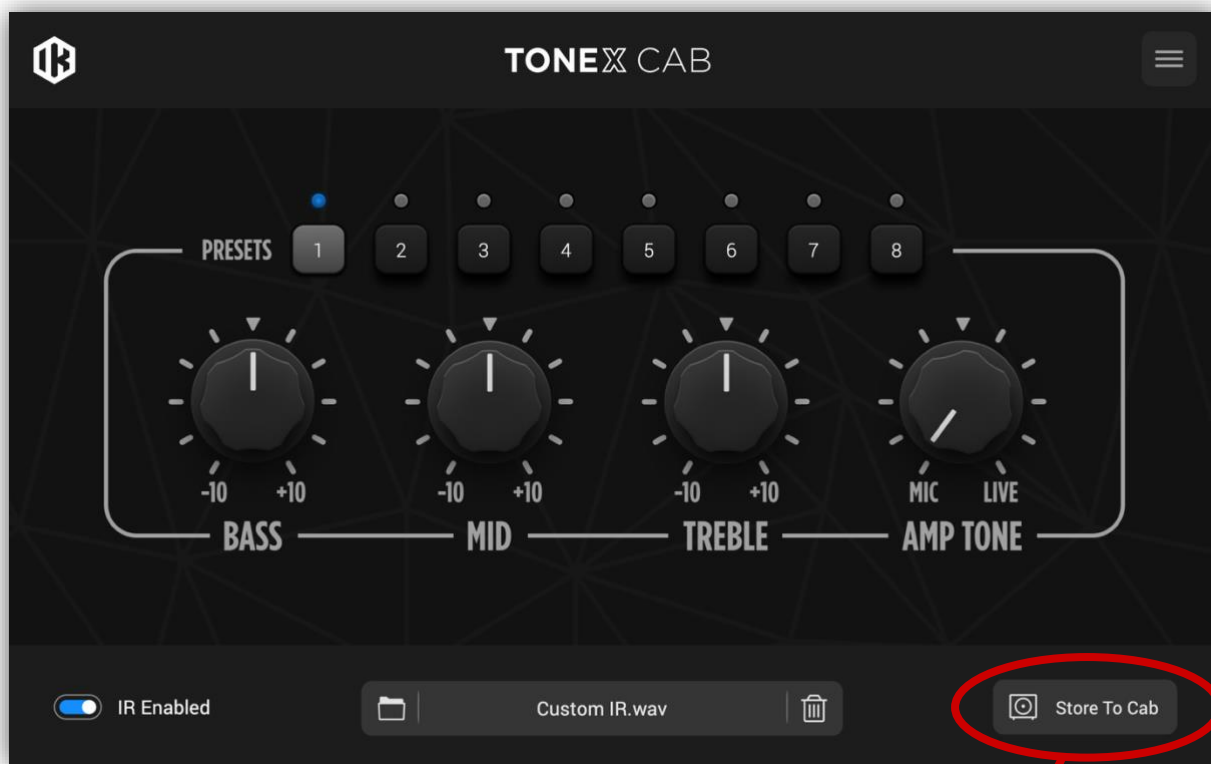 IK
TONEX CAB
PRESETS 1 2 3 4 5 6 7 8
-10 +10 -10 +10 -10 +10 MIC LIVE
BASS MID TREBLE AMP TONE
IR Enabled Custom IR.wav Store To Cab